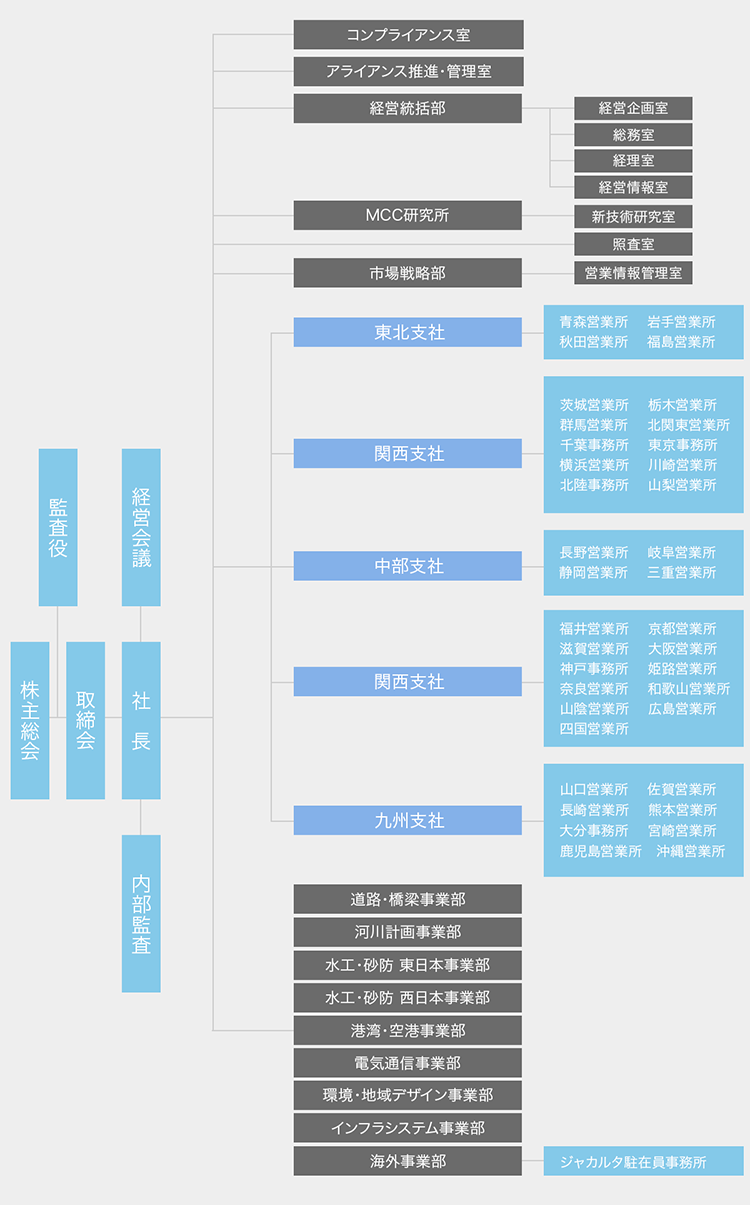 コンプライアンス室
アライアンス推進・管理室
経営統括部
経営企画室
総務室
経理室
経営情報室
MCC研究所
新技術研究室
照査室
市場戦略部
営業情報管理室
東北支社
青森営業所 岩手営業所
秋田営業所 福島営業所
関西支社
茨城営業所 栃木営業所
群馬営業所 北関東営業所
千葉事務所 東京事務所
横浜営業所 川崎営業所
北陸事務所 山梨営業所
中部支社
長野営業所 岐阜営業所
静岡営業所 三重営業所
関西支社
福井営業所 京都営業所
滋賀営業所 大阪営業所
神戸事務所 姫路営業所
奈良営業所 和歌山営業所
山陰営業所 広島営業所
四国営業所
九州支社
山口営業所 佐賀営業所
長崎営業所 熊本営業所
大分事務所 宮崎営業所
鹿児島営業所 沖縄営業所
監査役
経営会議
株主総会
取締会
社長
内部監査
道路・橋梁事業部
河川計画事業部
水工・砂防 東日本事業部
水工・砂防 西日本事業部
港湾・空港事業部
電気通信事業部
環境・地域デザイン事業部
インフラシステム事業部
海外事業部
ジャカルタ駐在員事務所